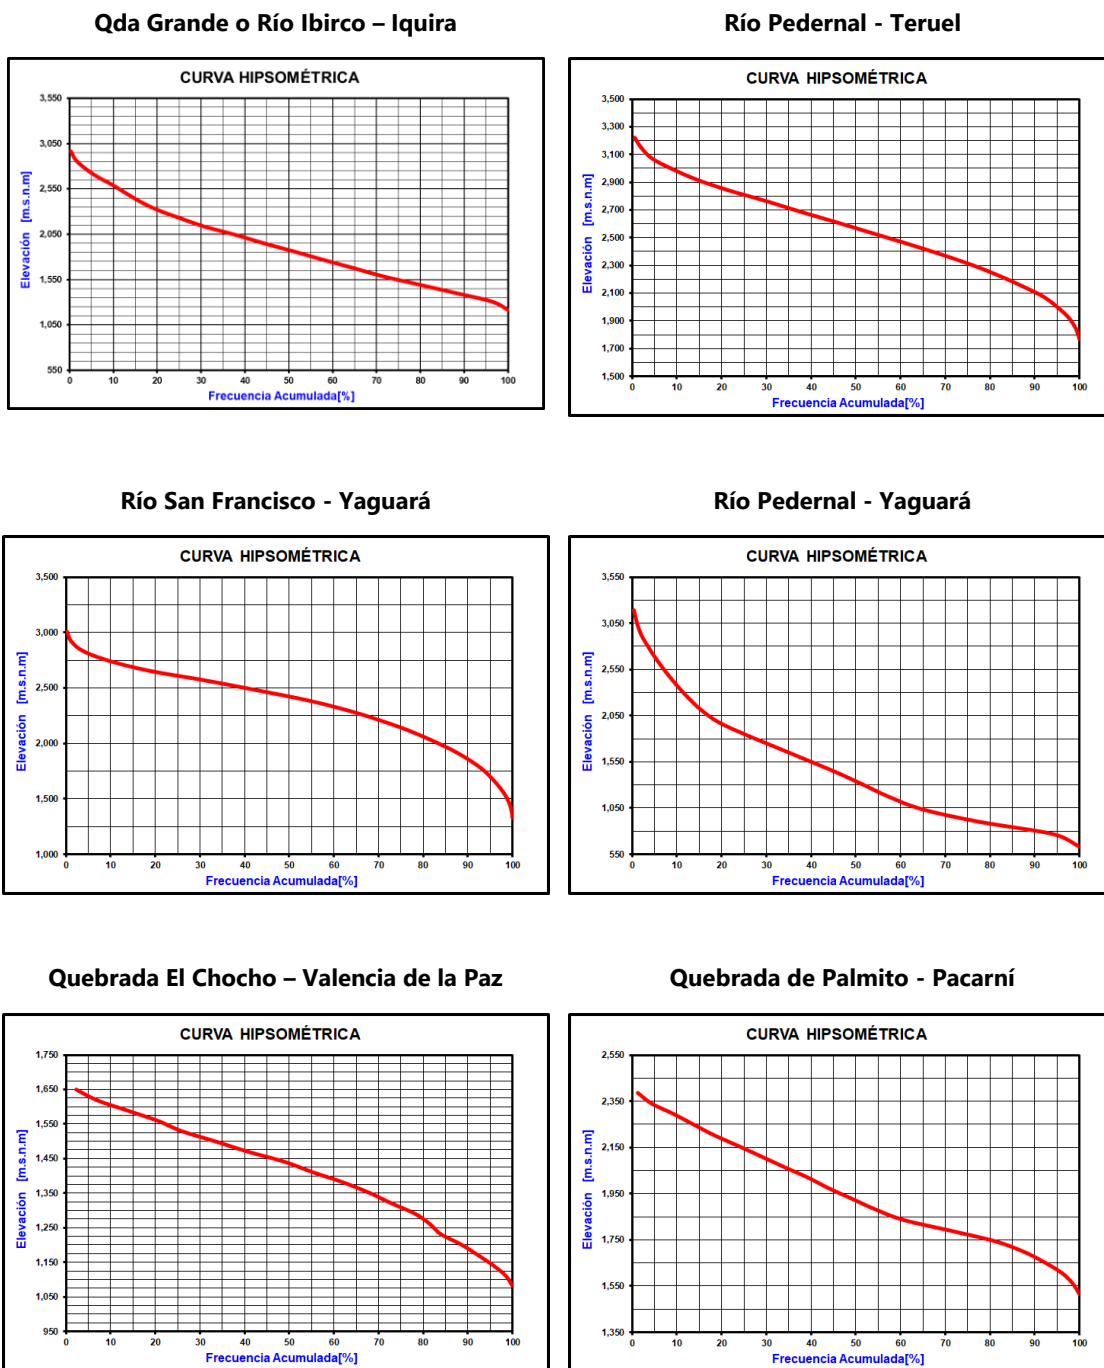 Qda Grande o Río Ibirco – Iquira
CURVA HIPSOMÉTRICA
Elevación [m.s.n.m]
3,550
3,050
2,550
2,050
1,550
1,050
550
0 10 20 30 40 50 60 70 80 90 100
Frecuencia Acumulada[%]
Río Pedernal - Teruel
CURVA HIPSOMÉTRICA
Elevación [m.s.n.m]
3,500
3,300
3,100
2,900
2,700
2,500
2,300
2,100
1,900
1,700
1,500
0 10 20 30 40 50 60 70 80 90 100
Frecuencia Acumulada[%]
Río San Francisco - Yaguará
CURVA HIPSOMÉTRICA
Elevación [m.s.n.m]
3,500
3,000
2,500
2,000
1,500
1,000
0 10 20 30 40 50 60 70 80 90 100
Frecuencia Acumulada[%]
Río Pedernal - Yaguará
CURVA HIPSOMÉTRICA
Elevación [m.s.n.m]
3,550
3,050
2,550
2,050
1,550
1,050
550
0 10 20 30 40 50 60 70 80 90 100
Frecuencia Acumulada[%]
Quebrada El Chocho – Valencia de la Paz
CURVA HIPSOMÉTRICA
Elevación [m.s.n.m]
1,750
1,650
1,550
1,450
1,350
1,250
1,150
1,050
950
0 10 20 30 40 50 60 70 80 90 100
Frecuencia Acumulada[%]
Quebrada de Palmito - Pacarní
CURVA HIPSOMÉTRICA
Elevación [m.s.n.m]
2,550
2,350
2,150
1,950
1,750
1,550
1,350
0 10 20 30 40 50 60 70 80 90 100
Frecuencia Acumulada[%]